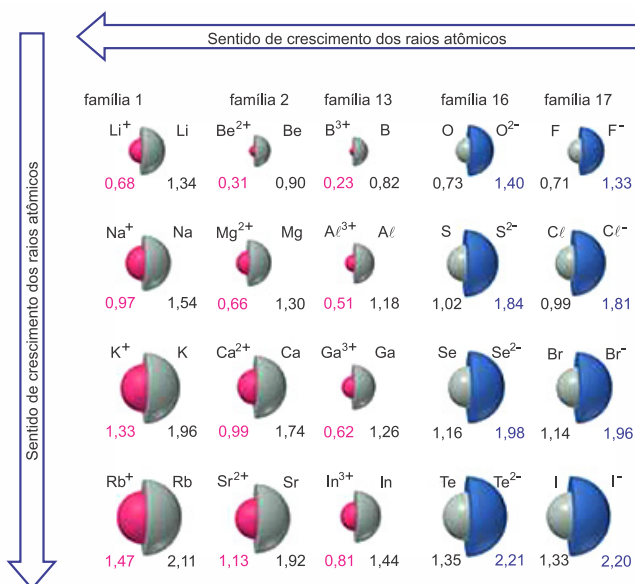 Sentido de crescimento dos raios atômicos
Sentido de crescimento dos raios atômicos
família 1 família 2 família 13 família 16 família 17
Li⁺ Li Be²⁺ Be B³⁺ B O O²⁻ F F⁻
0,68 1,34 0,31 0,90 0,23 0,82 0,73 1,40 0,71 1,33
Na⁺ Na Mg²⁺ Mg Aℓ³⁺ Aℓ S S²⁻ Cℓ Cℓ⁻
0,97 1,54 0,66 1,30 0,51 1,18 1,02 1,84 0,99 1,81
K⁺ K Ca²⁺ Ca Ga³⁺ Ga Se Se²⁻ Br Br⁻
1,33 1,96 0,99 1,74 0,62 1,26 1,16 1,98 1,14 1,96
Rb⁺ Rb Sr²⁺ Sr In³⁺ In Te Te²⁻ I I⁻
1,47 2,11 1,13 1,92 0,81 1,44 1,35 2,21 1,33 2,20